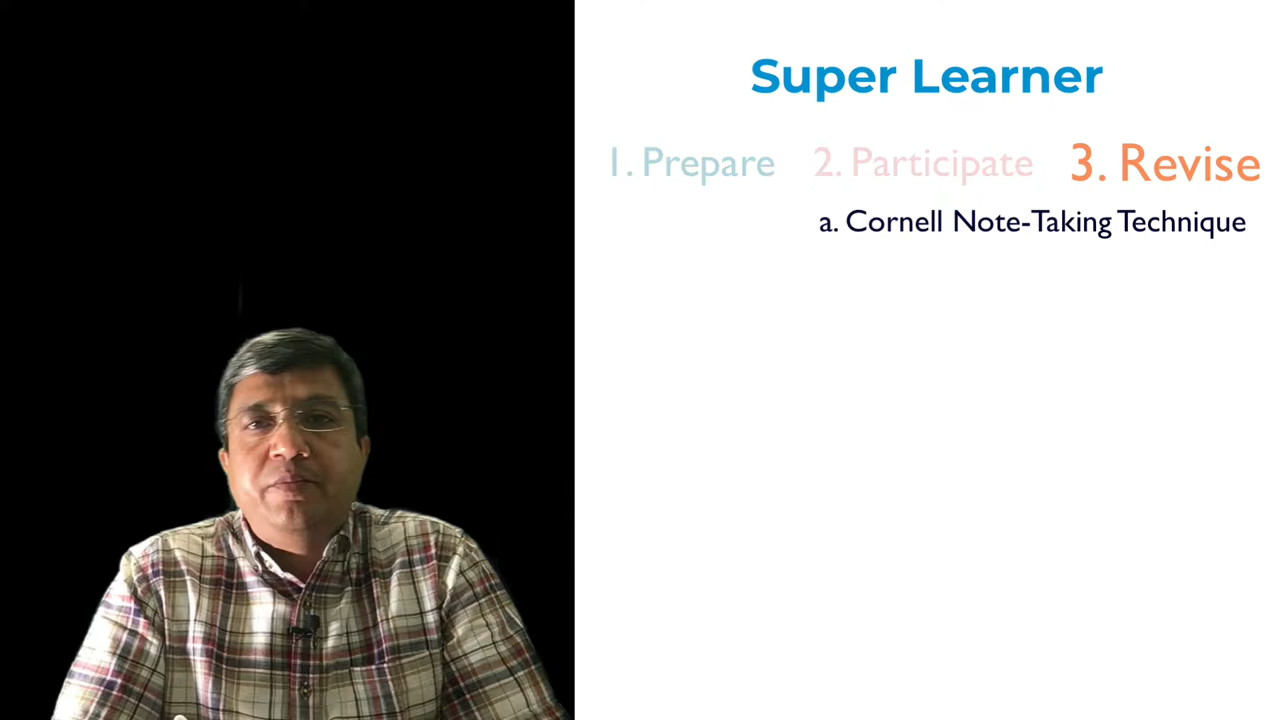 Super Learner
1. Prepare 2. Participate 3. Revise
a. Cornell Note-Taking Technique